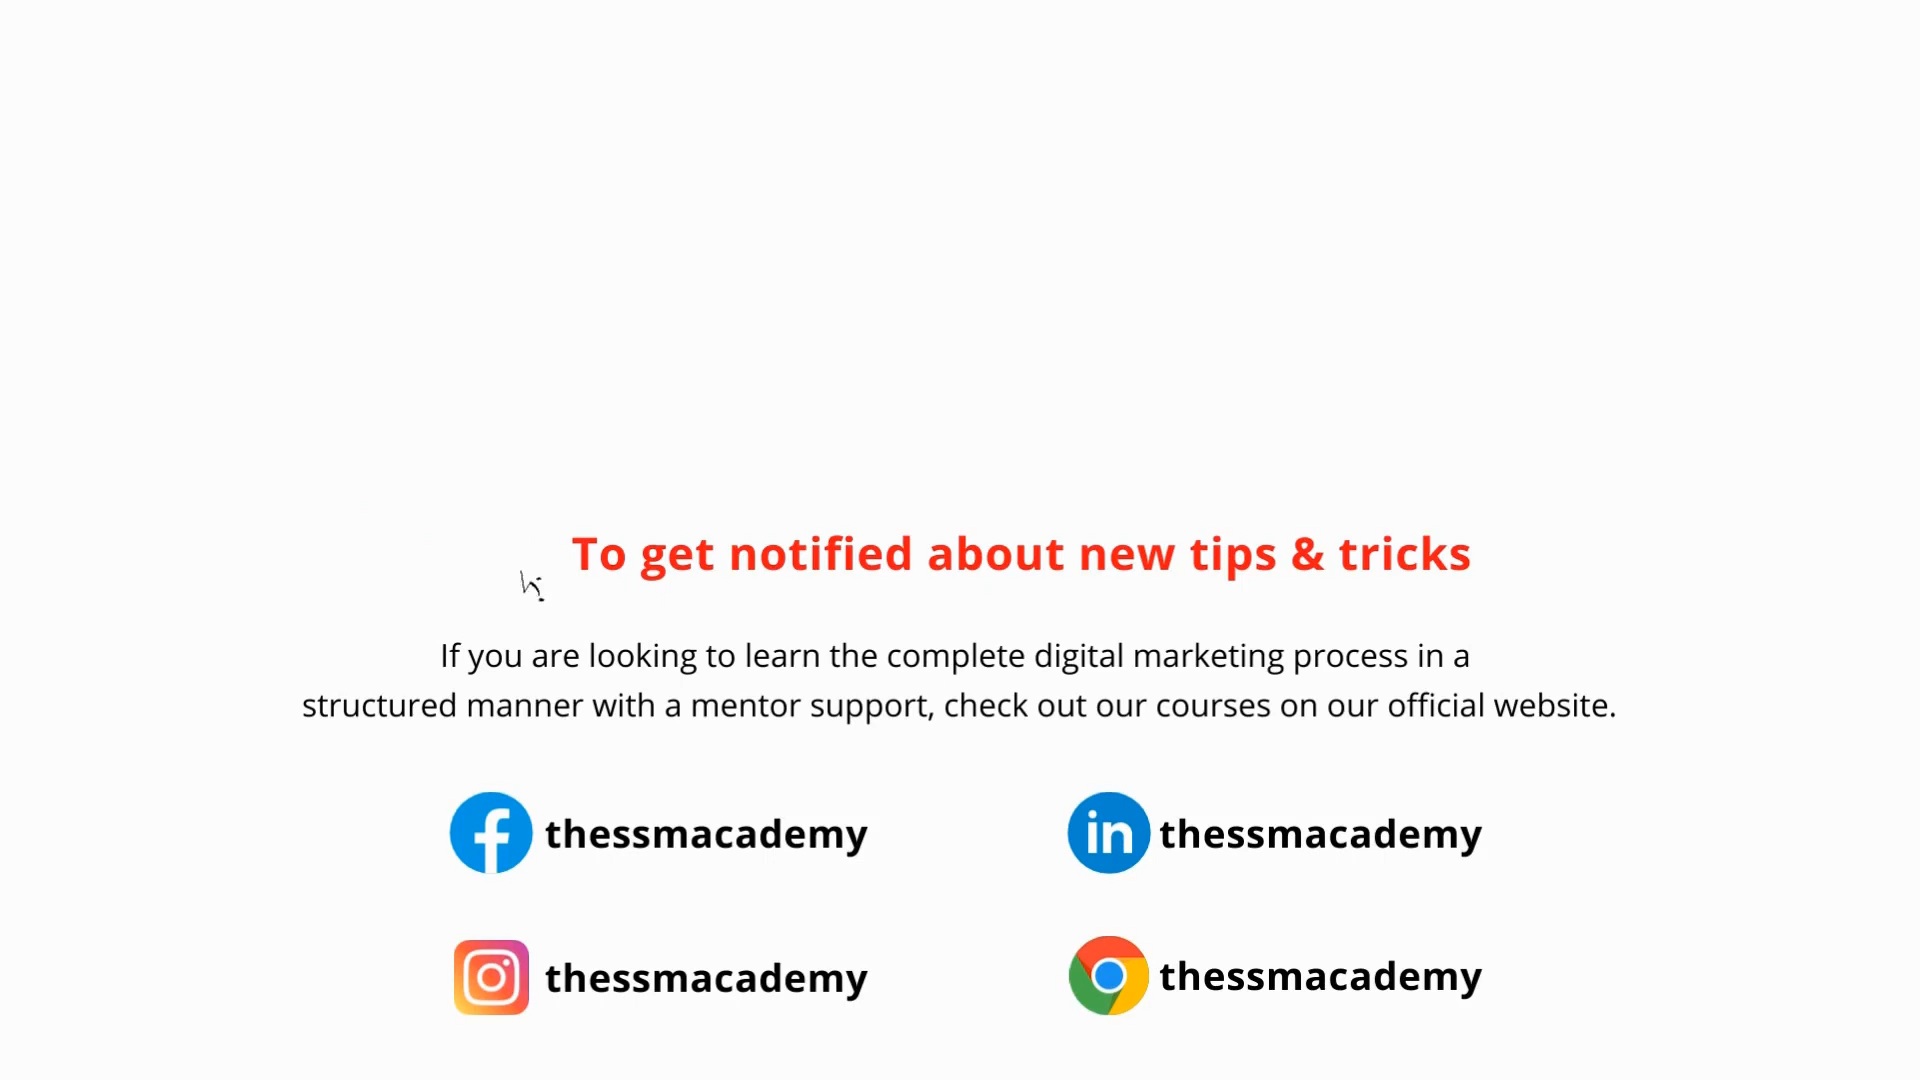 To get notified about new tips & tricks
If you are looking to learn the complete digital marketing process in a
structured manner with a mentor support, check out our courses on our official website.
thessmacademy
thessmacademy
thessmacademy
thessmacademy